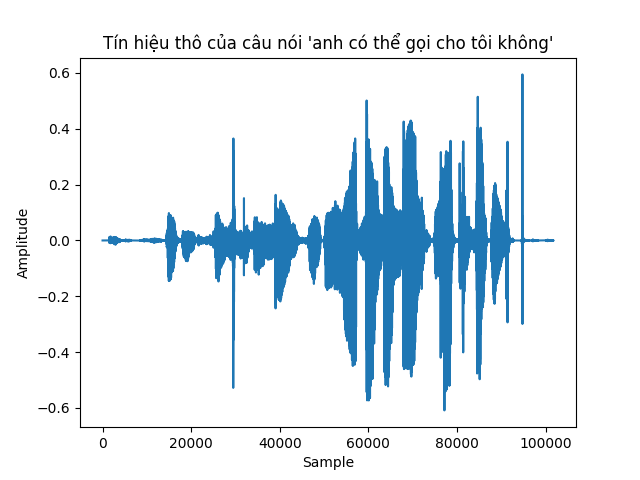 Tín hiệu thô của câu nói 'anh có thể gọi cho tôi không'
0.6
0.4
0.2
0.0
−0.2
−0.4
−0.6
Amplitude
0 20000 40000 60000 80000 100000
Sample